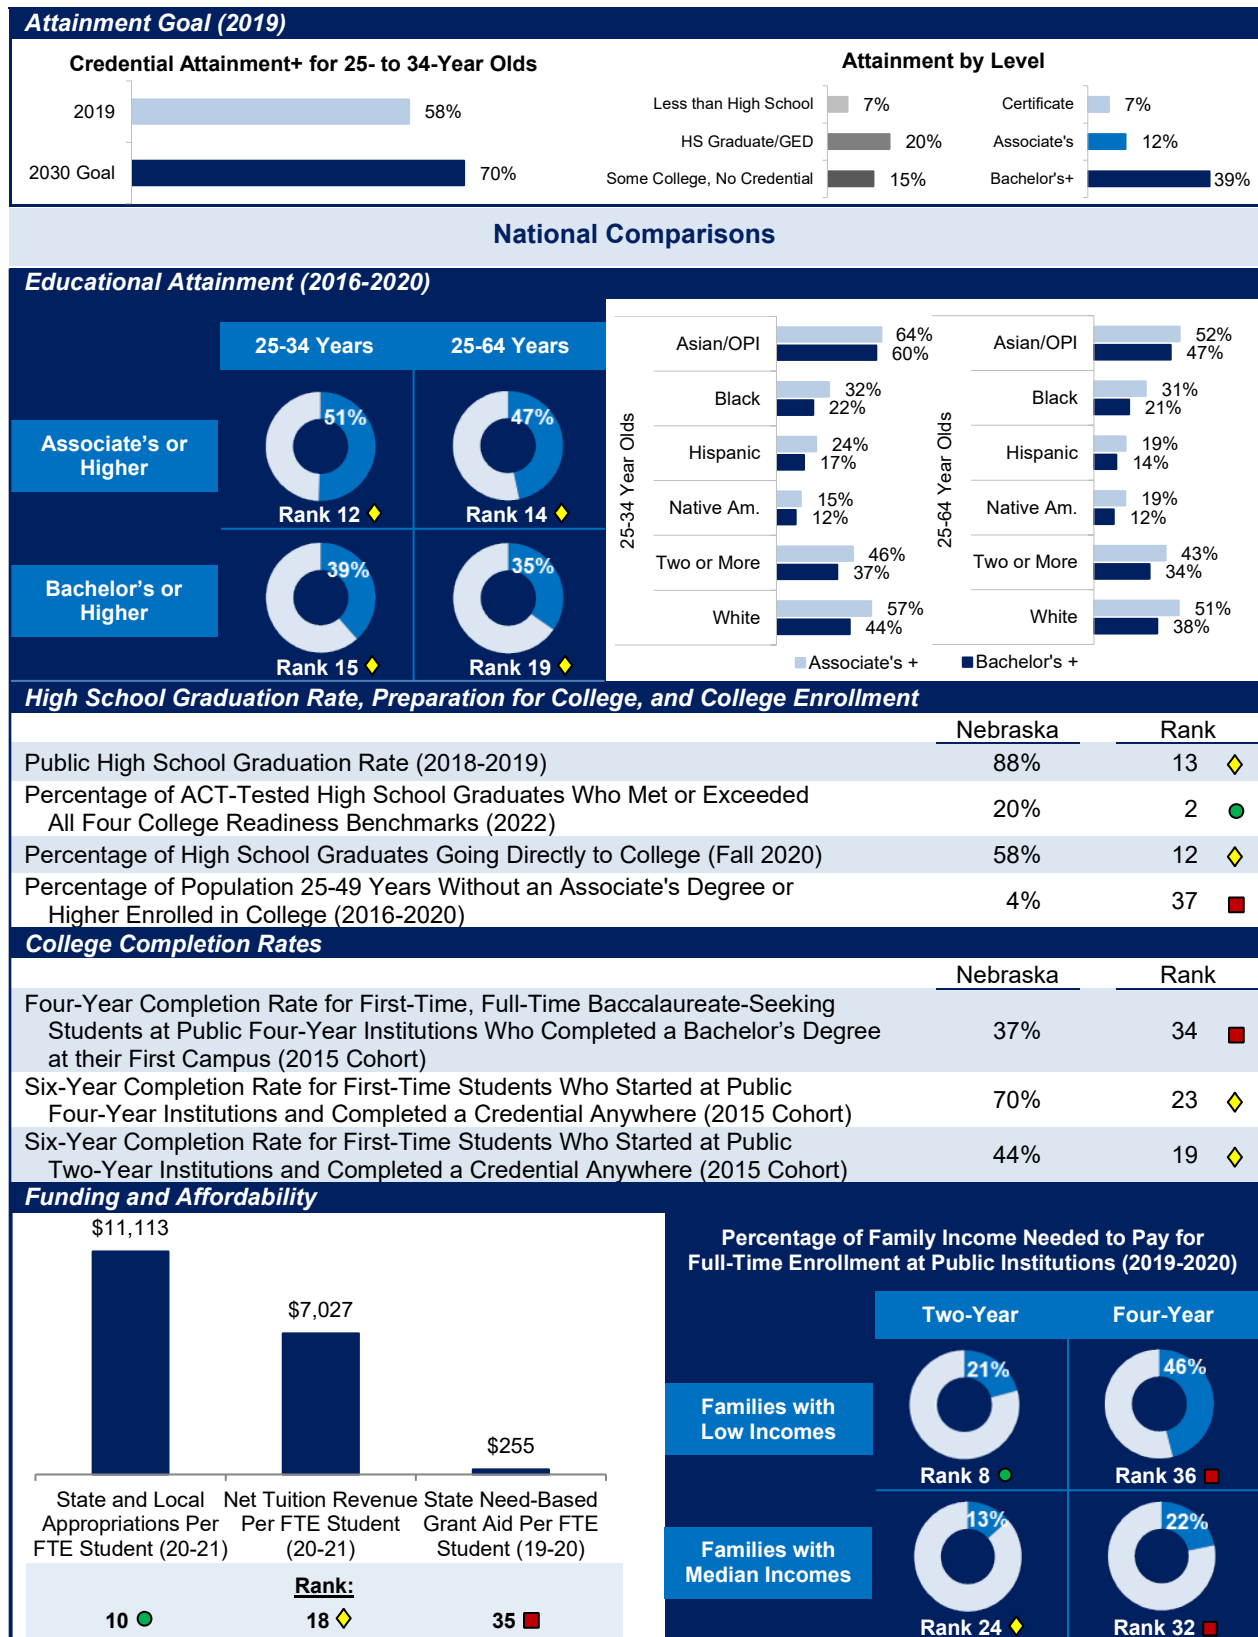 Attainment Goal (2019)
Credential Attainment+ for 25- to 34-Year Olds
2019
58%
2030 Goal
70%
Attainment by Level
Less than High School
7%
HS Graduate/GED
20%
Some College, No Credential
15%
Certificate
7%
Associate's
12%
Bachelor's+
39%
National Comparisons
Educational Attainment (2016-2020)
25-34 Years
25-64 Years
Associate's or
Higher
51%
Rank 12
47%
Rank 14
Bachelor's or
Higher
39%
Rank 15
35%
Rank 19
25-34 Year Olds
Asian/OPI
64%
60%
Black
32%
22%
Hispanic
24%
17%
Native Am.
15%
12%
Two or More
46%
37%
White
57%
44%
25-64 Year Olds
Asian/OPI
52%
47%
Black
31%
21%
Hispanic
19%
14%
Native Am.
19%
12%
Two or More
43%
34%
White
51%
38%
Associate's +
Bachelor's +
High School Graduation Rate, Preparation for College, and College Enrollment
Nebraska Rank
Public High School Graduation Rate (2018-2019) 88% 13
Percentage of ACT-Tested High School Graduates Who Met or Exceeded
All Four College Readiness Benchmarks (2022) 20% 2
Percentage of High School Graduates Going Directly to College (Fall 2020) 58% 12
Percentage of Population 25-49 Years Without an Associate's Degree or
Higher Enrolled in College (2016-2020) 4% 37
College Completion Rates
Nebraska Rank
Four-Year Completion Rate for First-Time, Full-Time Baccalaureate-Seeking
Students at Public Four-Year Institutions Who Completed a Bachelor's Degree 37% 34
at their First Campus (2015 Cohort)
Six-Year Completion Rate for First-Time Students Who Started at Public
Four-Year Institutions and Completed a Credential Anywhere (2015 Cohort) 70% 23
Six-Year Completion Rate for First-Time Students Who Started at Public
Two-Year Institutions and Completed a Credential Anywhere (2015 Cohort) 44% 19
Funding and Affordability
$11,113
$7,027
$255
State and Local
Appropriations Per
FTE Student (20-21)
Net Tuition Revenue
Per FTE Student
(20-21)
State Need-Based
Grant Aid Per FTE
Student (19-20)
Rank:
10 18 35
Percentage of Family Income Needed to Pay for
Full-Time Enrollment at Public Institutions (2019-2020)
Two-Year
Four-Year
Families with
Low Incomes
21%
Rank 8
46%
Rank 36
Families with
Median Incomes
13%
Rank 24
22%
Rank 32